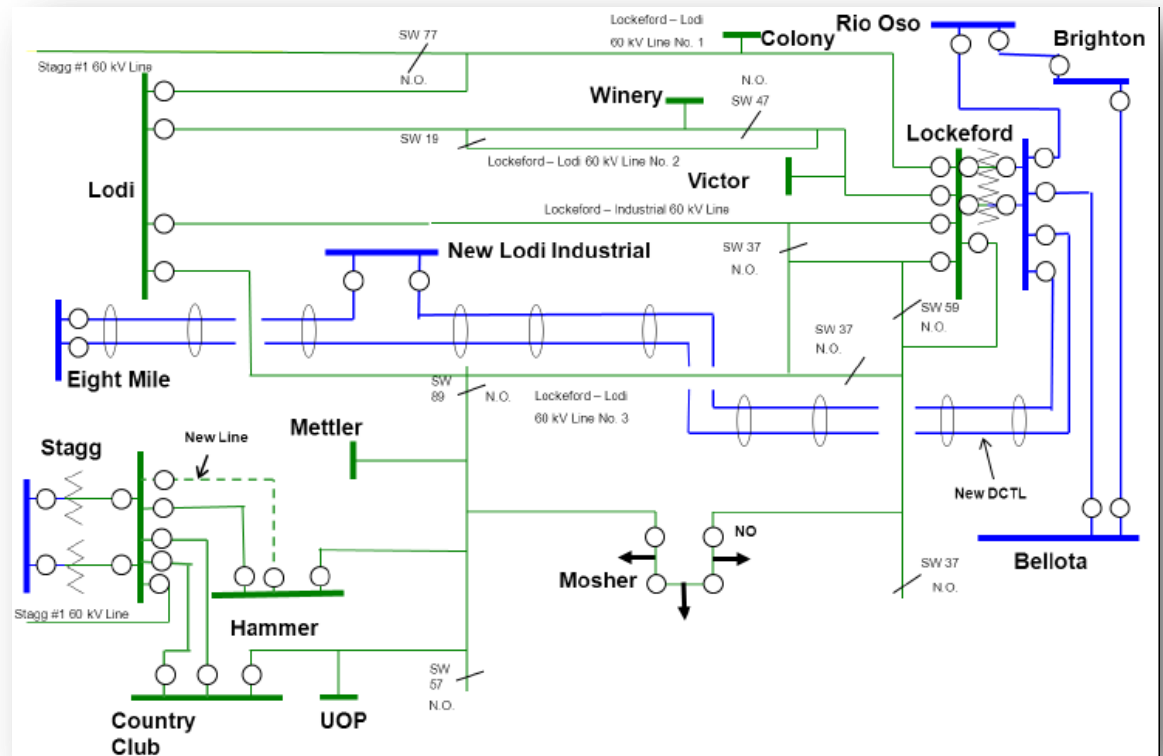 Rio Oso
Brighton
Lockeford – Lodi
60 kV Line No. 1
Colony
SW 77
N.O.
Stagg #1 60 kV Line
Winery
N.O.
SW 47
Lockeford
SW 19
Lockeford – Lodi 60 kV Line No. 2
Lodi
Victor
Lockeford – Industrial 60 kV Line
New Lodi Industrial
SW 37
N.O.
SW 59
N.O.
SW 37
N.O.
Eight Mile
SW
89
N.O.
Lockeford – Lodi
60 kV Line No. 3
Mettler
New Line
Stagg
New DCTL
NO
Mosher
Bellota
SW 37
N.O.
Stagg #1 60 kV Line
Hammer
SW
57
N.O.
Country
Club
UOP